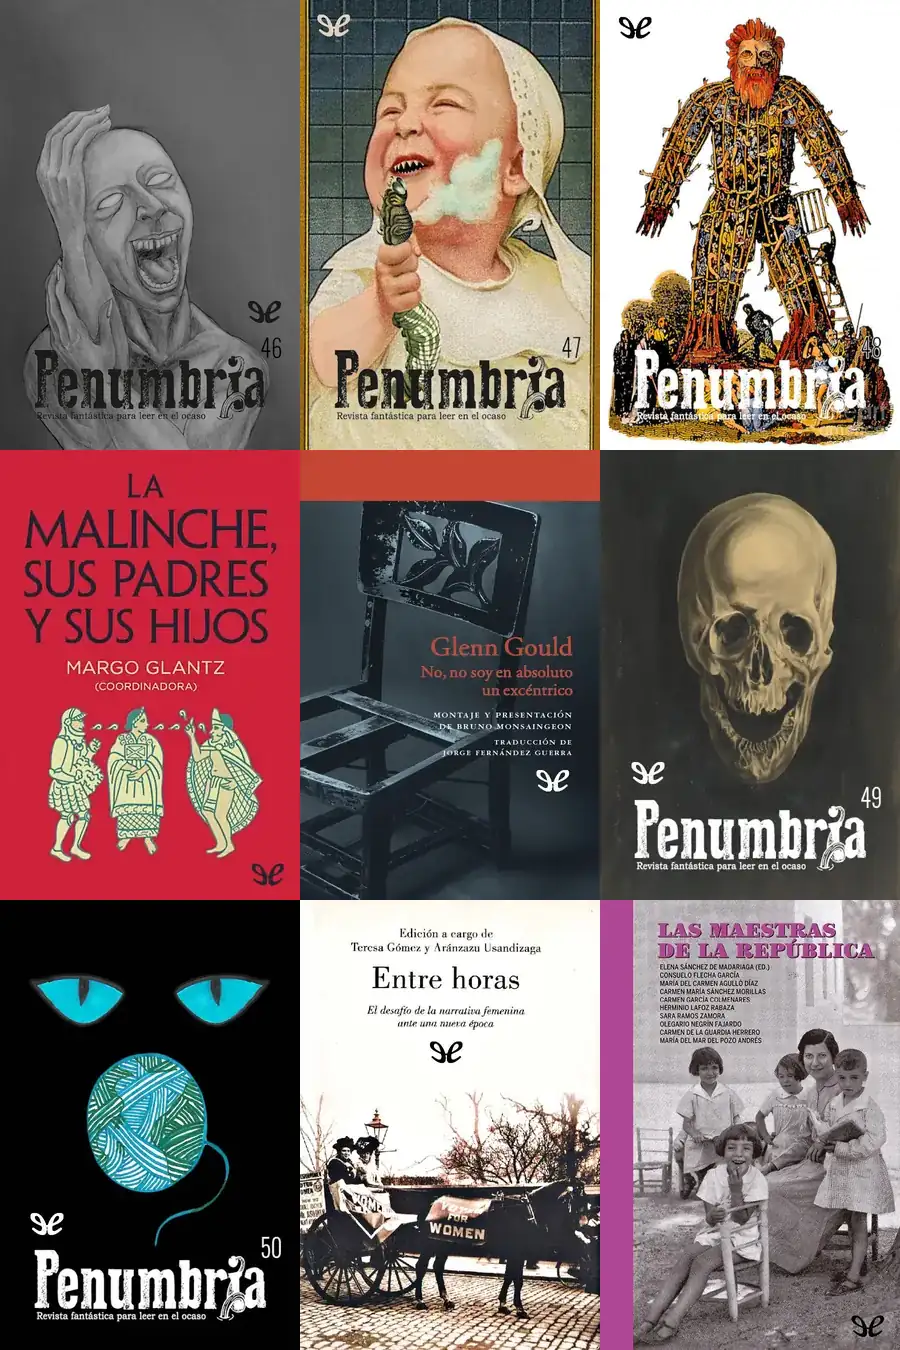 46
Penumbria
Revista fantástica para leer en el ocaso
47
Penumbria
Revista fantástica para leer en el ocaso
48
Penumbria
Revista fantástica para leer en el ocaso
LA
MALINCHE,
SUS PADRES
Y SUS HIJOS
MARGO GLANTZ
(COORDINADORA)
Glenn Gould
No, no soy en absoluto
un excéntrico
MONTAJE Y PRESENTACIÓN
DE BRUNO MONSAINGEON
TRADUCCIÓN DE
JORGE FERNÁNDEZ GUERRA
49
Penumbria
Revista fantástica para leer en el ocaso
50
Penumbria
Revista fantástica para leer en el ocaso
Edición a cargo de
Teresa Gómez y Aránzazu Usandizaga
Entre horas
El desafío de la narrativa femenina
ante una nueva época
VOTES
FOR
WOMEN
LAS MAESTRAS
DE LA REPÚBLICA
ELENA SÁNCHEZ DE MADARIAGA (ED.)
CONSUELO FLECHA GARCÍA
MARÍA DEL CARMEN AGULLÓ DÍAZ
CARMEN MARÍA SÁNCHEZ MORILLAS
CARMEN GARCÍA COLMENARES
HERMINIO LAFOZ RABAZA
SARA RAMOS ZAMORA
OLEGARIO NEGRÍN FAJARDO
CARMEN DE LA GUARDIA HERRERO
MARÍA DEL MAR DEL POZO ANDRÉS